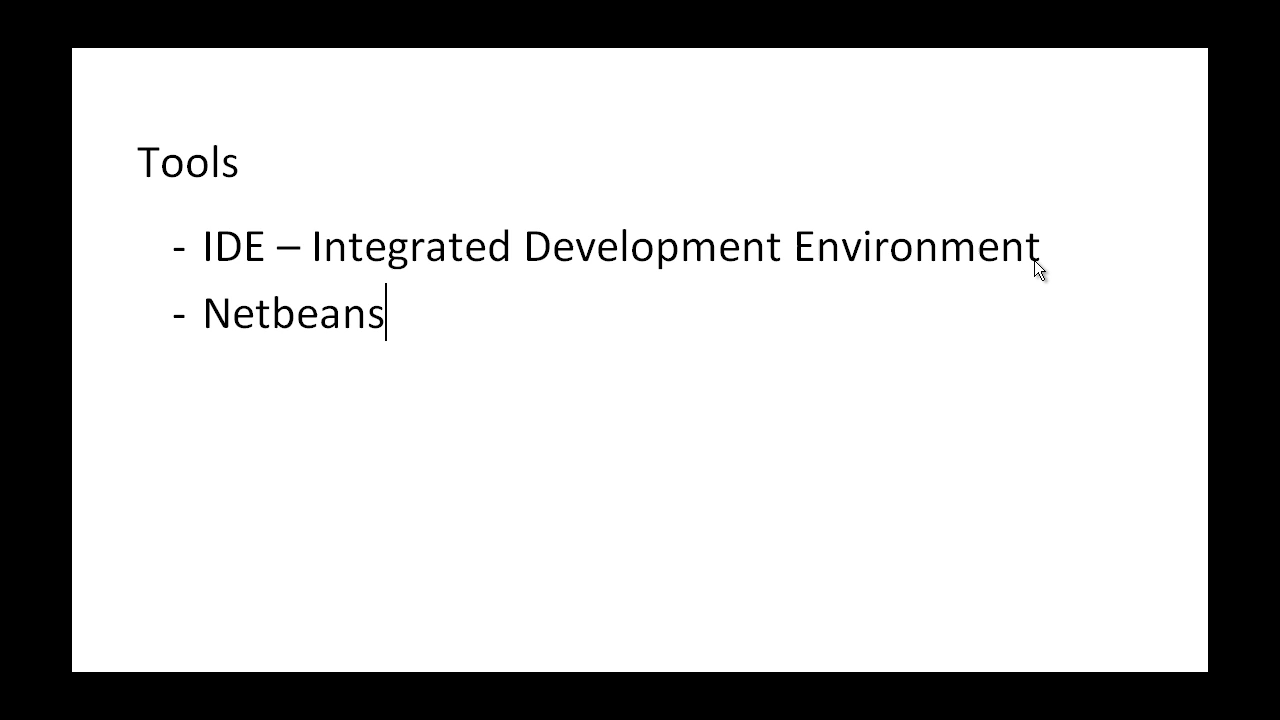 Tools
- IDE – Integrated Development Environment
- Netbeans